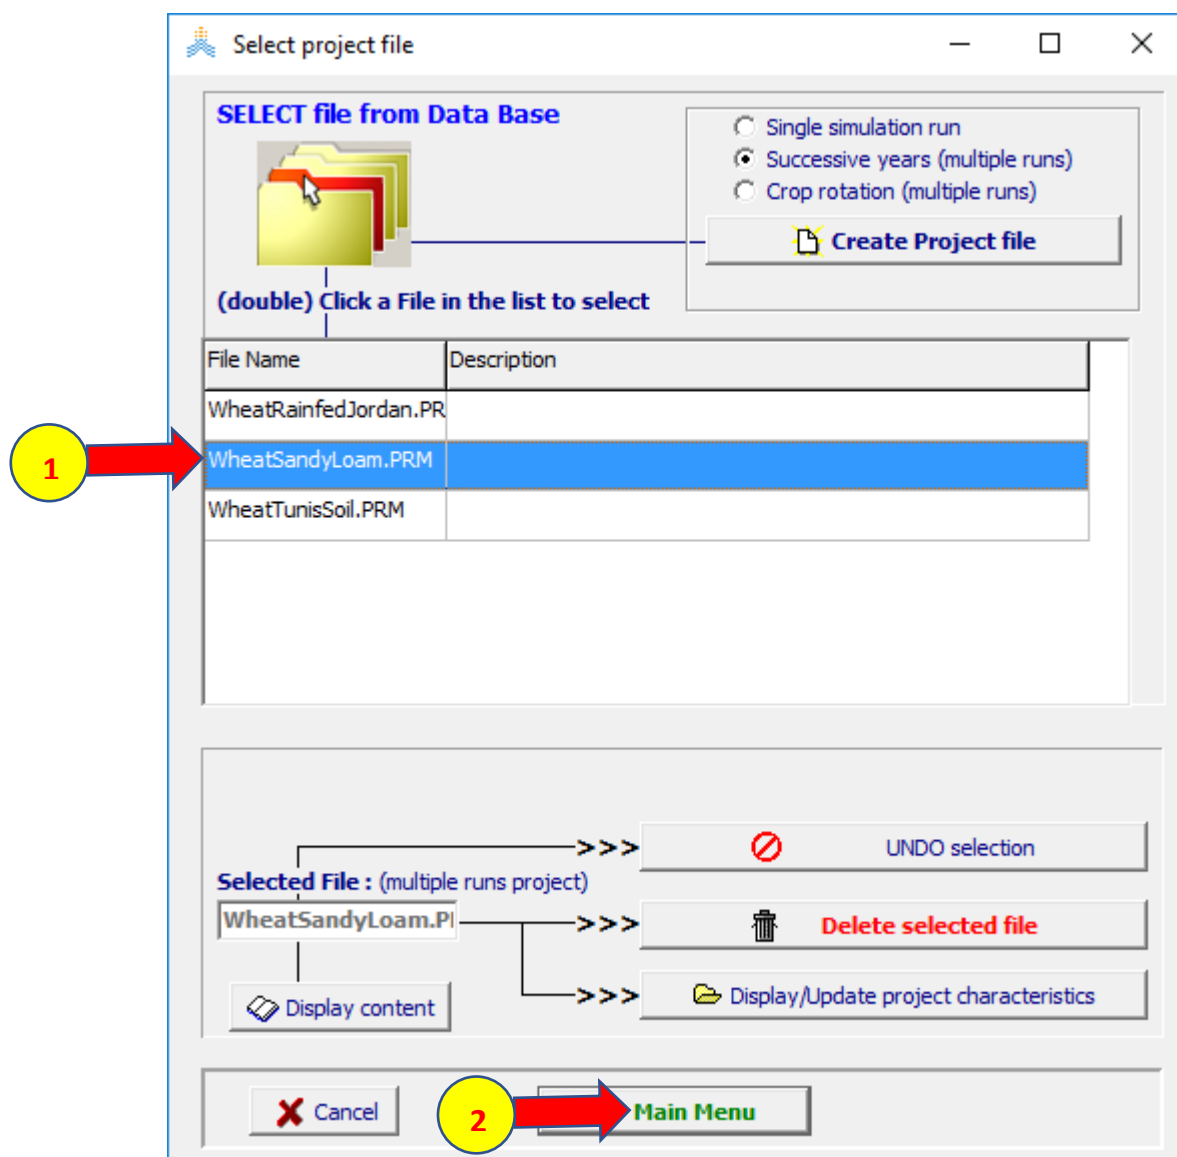 Select project file
SELECT file from Data Base
Single simulation run
Successive years (multiple runs)
Crop rotation (multiple runs)
Create Project file
(double) Click a File in the list to select
File Name Description
WheatRainfedJordan.PR
1 WheatSandyLoam.PRM
WheatTunisSoil.PRM
>>> UNDO selection
Selected File : (multiple runs project)
WheatSandyLoam.P
>>> Delete selected file
>>> Display/Update project characteristics
Display content
Cancel 2 Main Menu